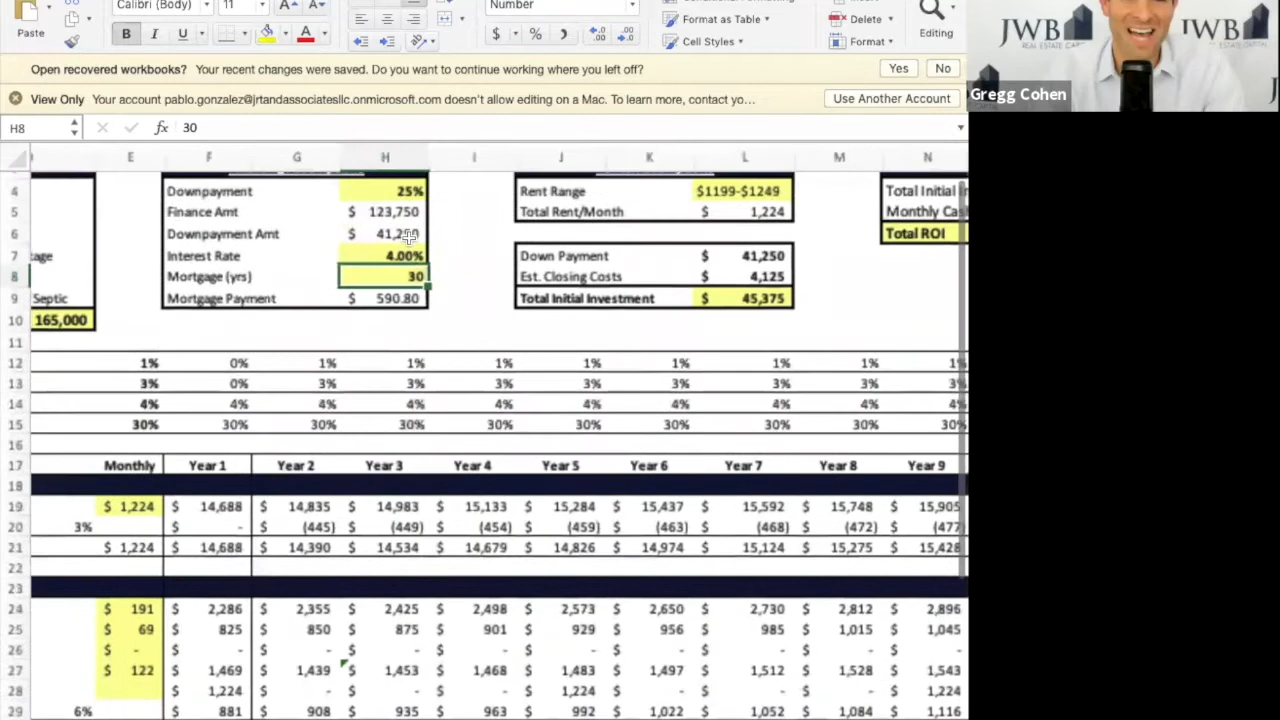 Calibri (Body) 11 Number
Paste B I U $ % Format as Table Delete Editing
Cell Styles Format
JWB REAL ESTATE JWB
REAL ESTATE CAPITAL
Gregg Cohen
Open recovered workbooks? Your recent changes were saved. Do you want to continue working where you left off? Yes No
View Only Your account pablo.gonzalez@jrtandassociatesllc.onmicrosoft.com doesn't allow editing on a Mac. To learn more, contact yo... Use Another Account
H8 fx 30
E F G H I J K L M N
4 Downpayment 25% Rent Range $1199-$1249 Total Initial
5 Finance Amt $ 123,750 Total Rent/Month $ 1,224 Monthly Cas
6 Downpayment Amt $ Total ROI
7 tage Interest Rate 4.00% Down Payment $ 41,250
8 Mortgage (yrs) 30 Est. Closing Costs $ 4,125
9 Septic Mortgage Payment $ 590.80 Total Initial Investment $ 45,375
10 165,000
11
12 1% 0% 1% 1% 1% 1% 1% 1% 1% 1%
13 3% 0% 3% 3% 3% 3% 3% 3% 3% 3%
14 4% 4% 4% 4% 4% 4% 4% 4% 4% 4%
15 30% 30% 30% 30% 30% 30% 30% 30% 30% 30%
16
17 Monthly Year 1 Year 2 Year 3 Year 4 Year 5 Year 6 Year 7 Year 8 Year 9
18
19 $ 1,224 $ 14,688 $ 14,835 $ 14,983 $ 15,133 $ 15,284 $ 15,437 $ 15,592 $ 15,748 $ 15,905
20 3% $ - $ (445) $ (449) $ (454) $ (459) $ (463) $ (468) $ (472) $ (477)
21 $ 1,224 $ 14,688 $ 14,390 $ 14,534 $ 14,679 $ 14,826 $ 14,974 $ 15,124 $ 15,275 $ 15,428
22
23
24 $ 191 $ 2,286 $ 2,355 $ 2,425 $ 2,498 $ 2,573 $ 2,650 $ 2,730 $ 2,812 $ 2,896
25 $ 69 $ 825 $ 850 $ 875 $ 901 $ 929 $ 956 $ 985 $ 1,015 $ 1,045
26 $ - $ - $ - $ - $ - $ - $ - $ - $ - $ -
27 $ 122 $ 1,469 $ 1,439 $ 1,453 $ 1,468 $ 1,483 $ 1,497 $ 1,512 $ 1,528 $ 1,543
28 $ 1,224 $ - $ - $ - $ 1,224 $ - $ - $ - $ 1,224
29 6% $ 881 $ 908 $ 935 $ 963 $ 992 $ 1,022 $ 1,052 $ 1,084 $ 1,116